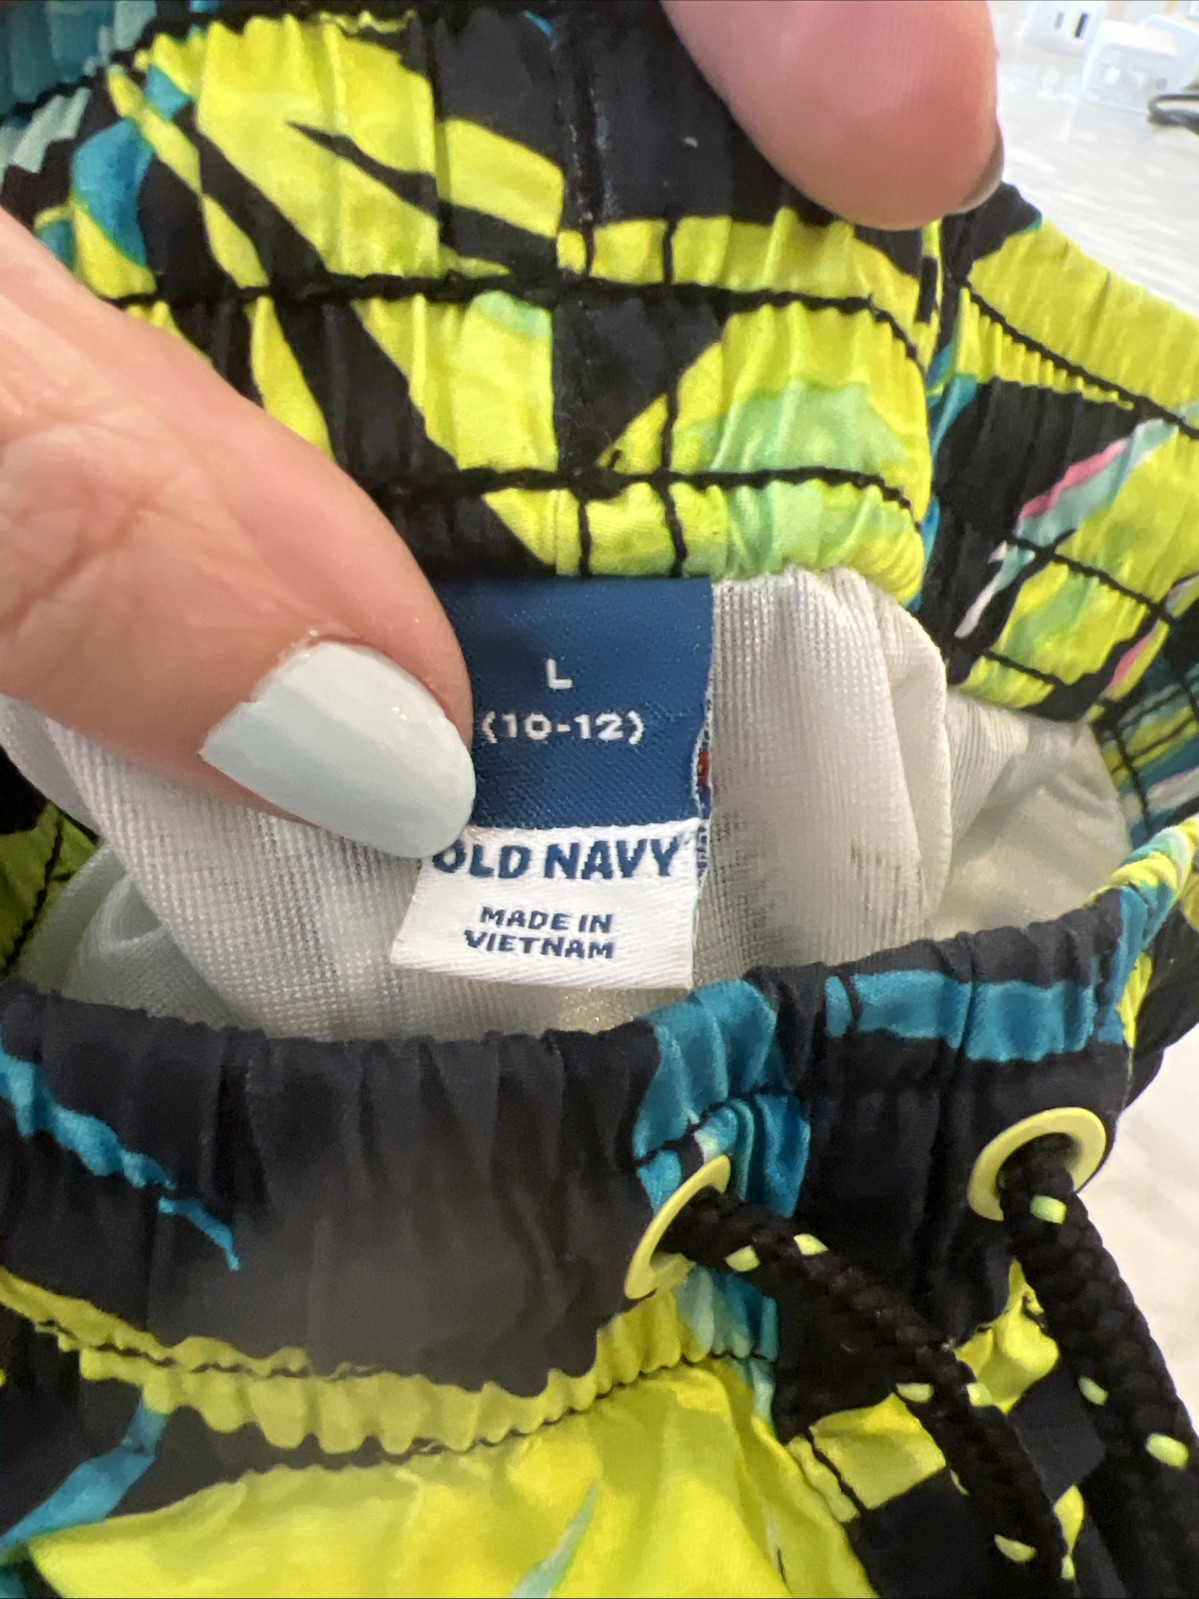 L
(10-12)
OLD NAVY
MADE IN
VIETNAM